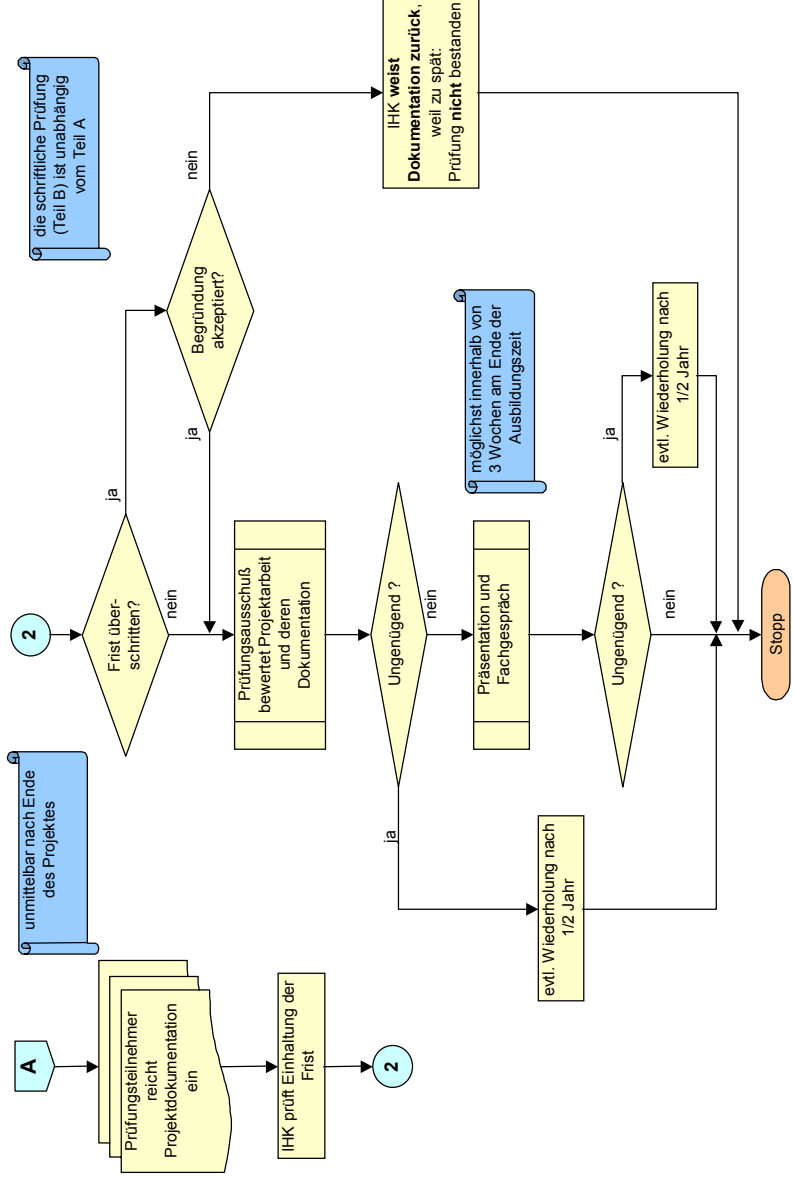 A
Prüfungsteilnehmer
reicht
Projektdokumentation
ein
IHK prüft Einhaltung der
Frist
2
unmittelbar nach Ende
des Projektes
2
Frist über-
schritten?
ja
nein
Begründung
akzeptiert?
ja
nein
die schriftliche Prüfung
(Teil B) ist unabhängig
vom Teil A
IHK weist
Dokumentation zurück,
weil zu spät:
Prüfung nicht bestanden
Prüfungsausschuß
bewertet Projektarbeit
und deren
Dokumentation
Ungenügend ?
ja
nein
evtl. Wiederholung nach
1/2 Jahr
Präsentation und
Fachgespräch
möglichst innerhalb von
3 Wochen am Ende der
Ausbildungszeit
Ungenügend ?
ja
nein
evtl. Wiederholung nach
1/2 Jahr
Stopp